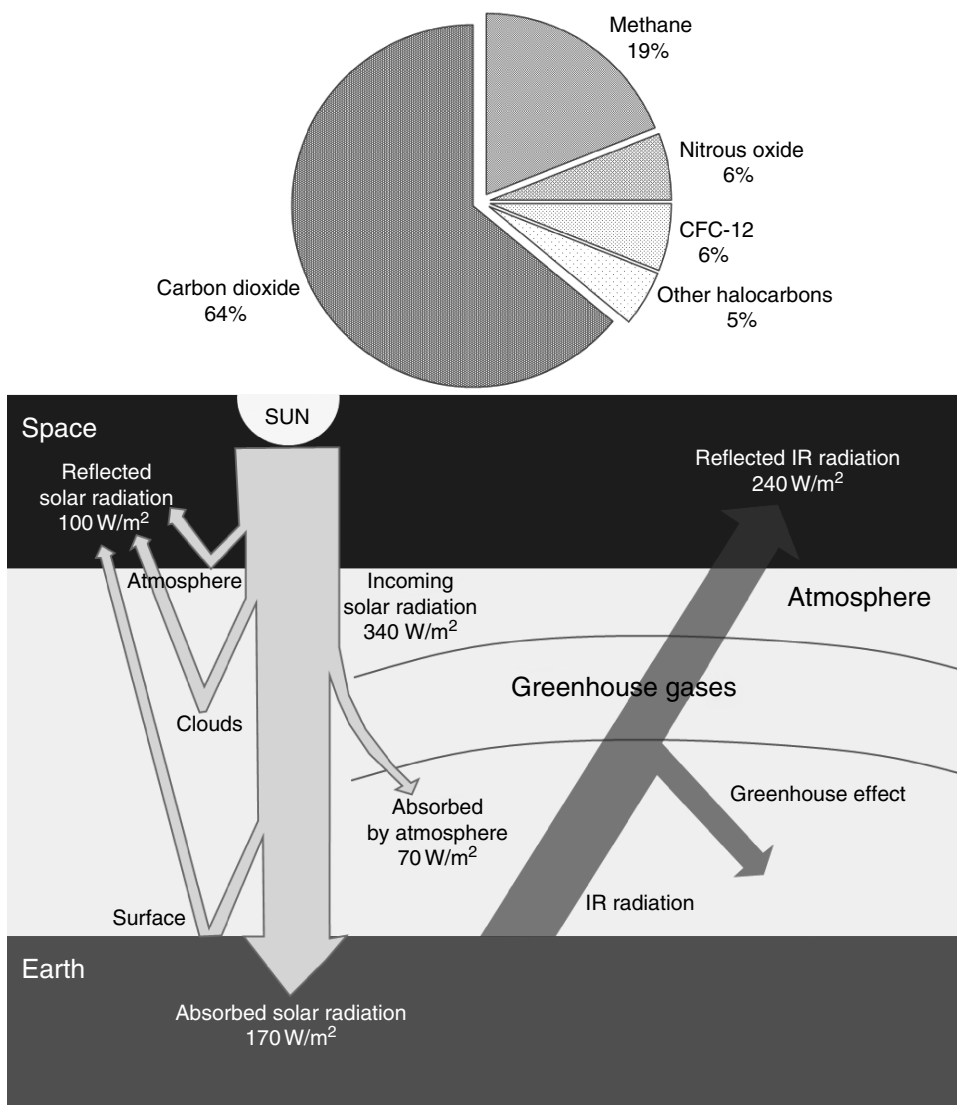 Methane
19%
Nitrous oxide
6%
CFC-12
6%
Other halocarbons
5%
Carbon dioxide
64%
Space
SUN
Reflected
solar radiation
100 W/m²
Reflected IR radiation
240 W/m²
Atmosphere
Incoming
solar radiation
340 W/m²
Atmosphere
Greenhouse gases
Clouds
Absorbed
by atmosphere
70 W/m²
Greenhouse effect
IR radiation
Surface
Earth
Absorbed solar radiation
170 W/m²